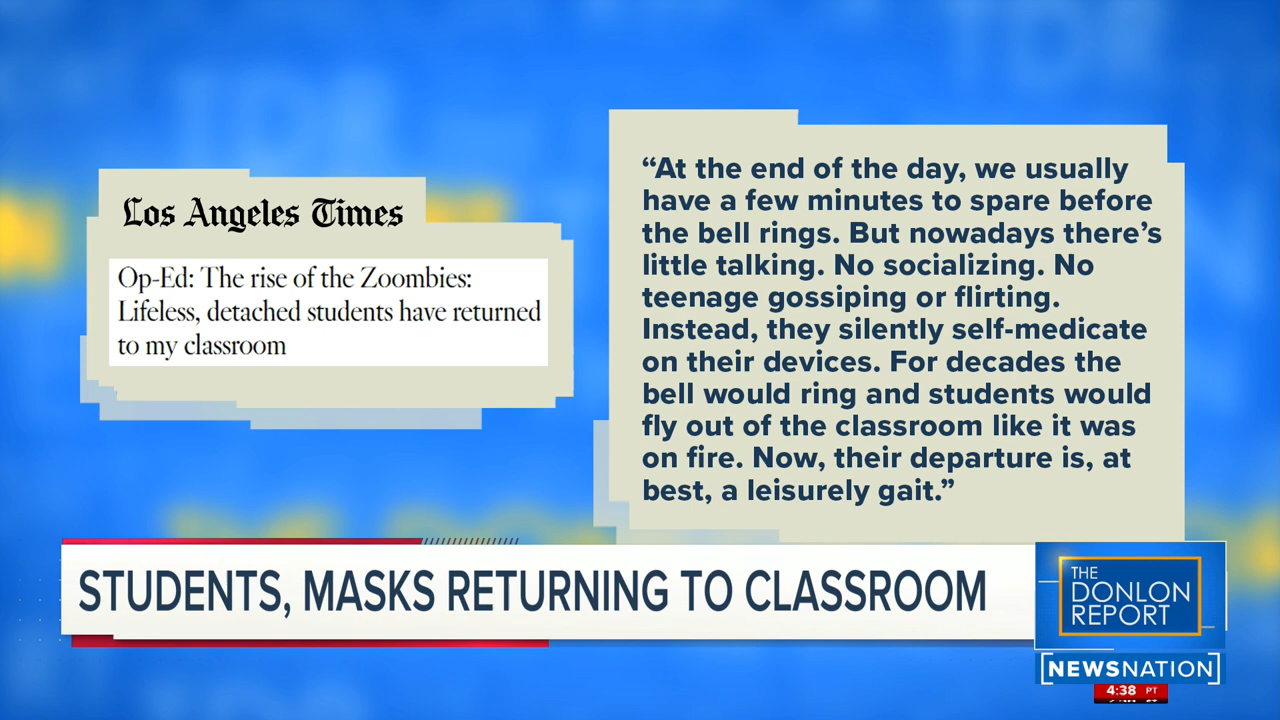 Los Angeles Times
Op-Ed: The rise of the Zoombies:
Lifeless, detached students have returned
to my classroom
“At the end of the day, we usually
have a few minutes to spare before
the bell rings. But nowadays there’s
little talking. No socializing. No
teenage gossiping or flirting.
Instead, they silently self-medicate
on their devices. For decades the
bell would ring and students would
fly out of the classroom like it was
on fire. Now, their departure is, at
best, a leisurely gait.”
STUDENTS, MASKS RETURNING TO CLASSROOM
THE
DONLON
REPORT
NEWSNATION
4:38 PT